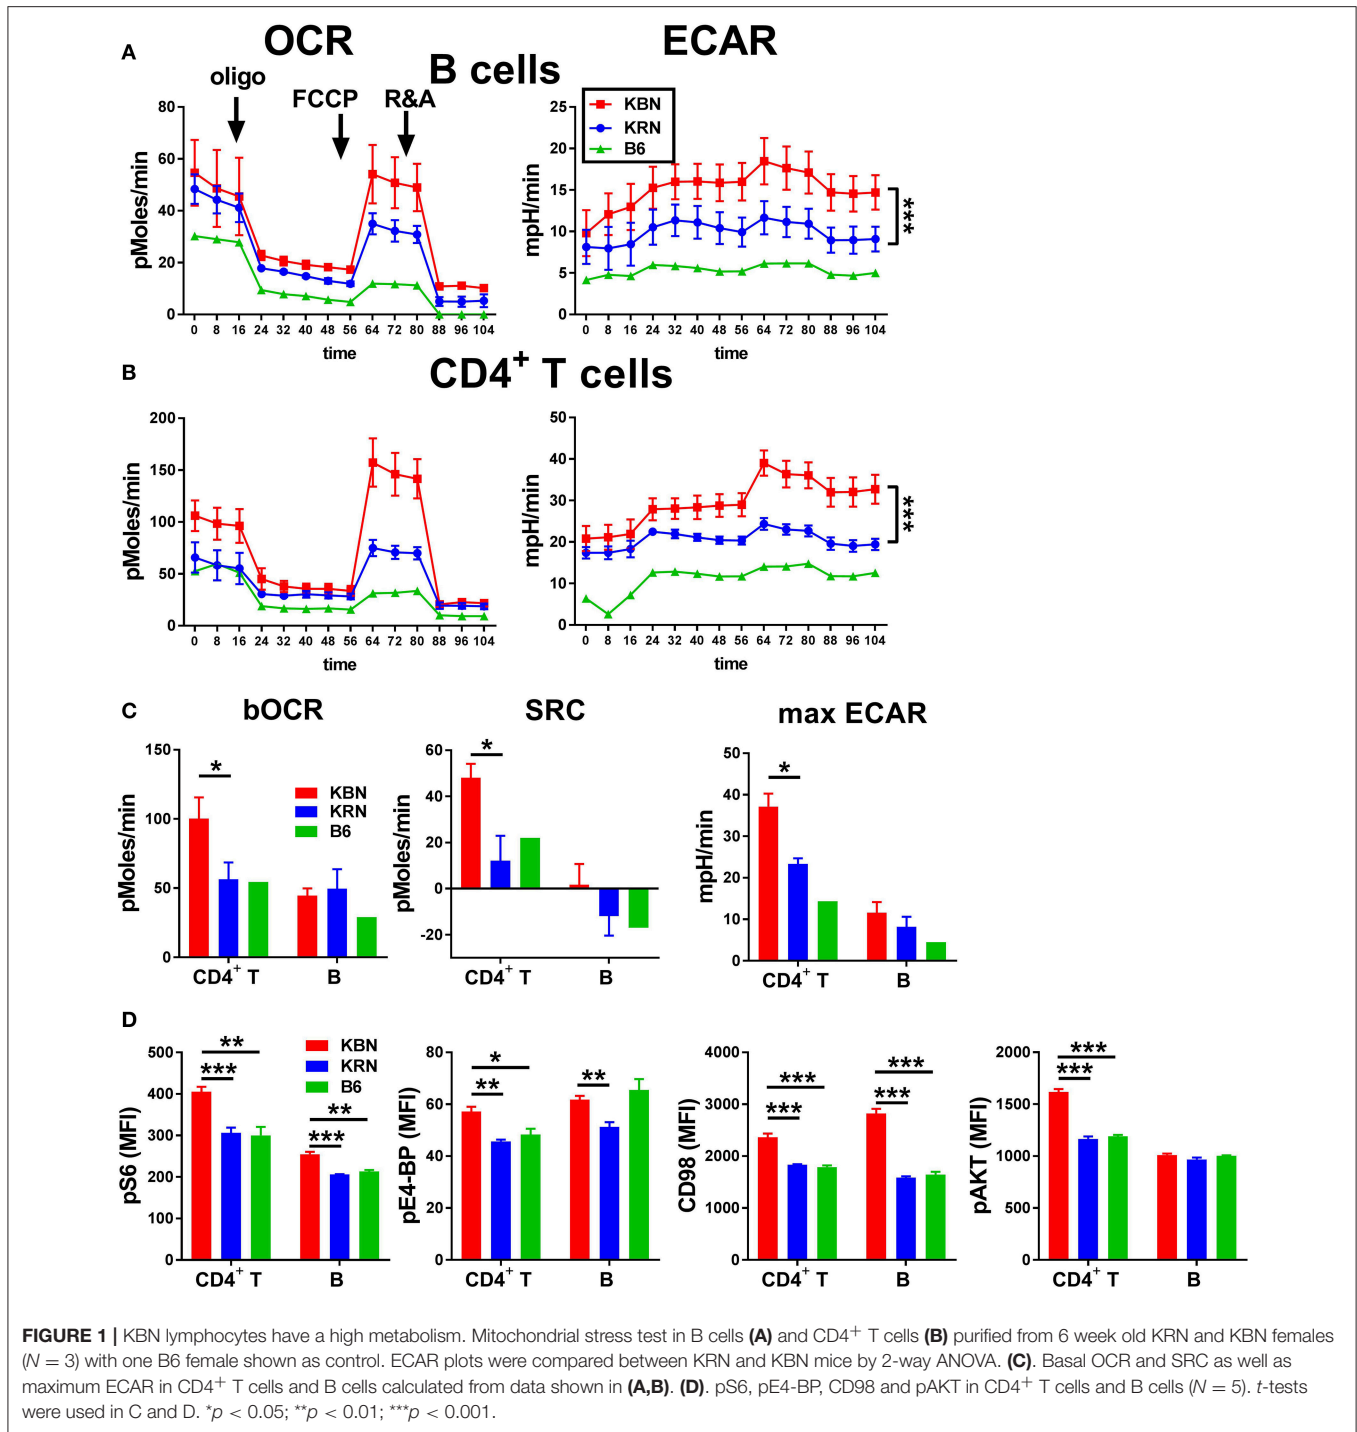 A
OCR
ECAR
B cells
oligo
FCCP
R&A
pMoles/min
80
60
40
20
0
0 8 16 24 32 40 48 56 64 72 80 88 96 104
time
KBN
KRN
B6
mpH/min
25
20
15
10
5
0
0 8 16 24 32 40 48 56 64 72 80 88 96 104
time
***
B
CD4+ T cells
pMoles/min
200
150
100
50
0
0 8 16 24 32 40 48 56 64 72 80 88 96 104
time
mpH/min
50
40
30
20
10
0
0 8 16 24 32 40 48 56 64 72 80 88 96 104
time
***
C
bOCR
pMoles/min
150
100
50
0
*
KBN
KRN
B6
CD4+ T B
SRC
pMoles/min
60
40
20
0
-20
*
CD4+ T B
max ECAR
mpH/min
50
40
30
20
10
0
*
CD4+ T B
D
pS6 (MFI)
500
400
300
200
100
0
**
***
**
***
KBN
KRN
B6
CD4+ T B
pE4-BP (MFI)
80
60
40
20
0
*
**
**
CD4+ T B
CD98 (MFI)
4000
3000
2000
1000
0
***
***
***
***
CD4+ T B
pAKT (MFI)
2000
1500
1000
500
0
***
***
CD4+ T B
FIGURE 1 | KBN lymphocytes have a high metabolism. Mitochondrial stress test in B cells (A) and CD4+ T cells (B) purified from 6 week old KRN and KBN females
(N = 3) with one B6 female shown as control. ECAR plots were compared between KRN and KBN mice by 2-way ANOVA. (C). Basal OCR and SRC as well as
maximum ECAR in CD4+ T cells and B cells calculated from data shown in (A,B). (D). pS6, pE4-BP, CD98 and pAKT in CD4+ T cells and B cells (N = 5). t-tests
were used in C and D. *p < 0.05; **p < 0.01; ***p < 0.001.